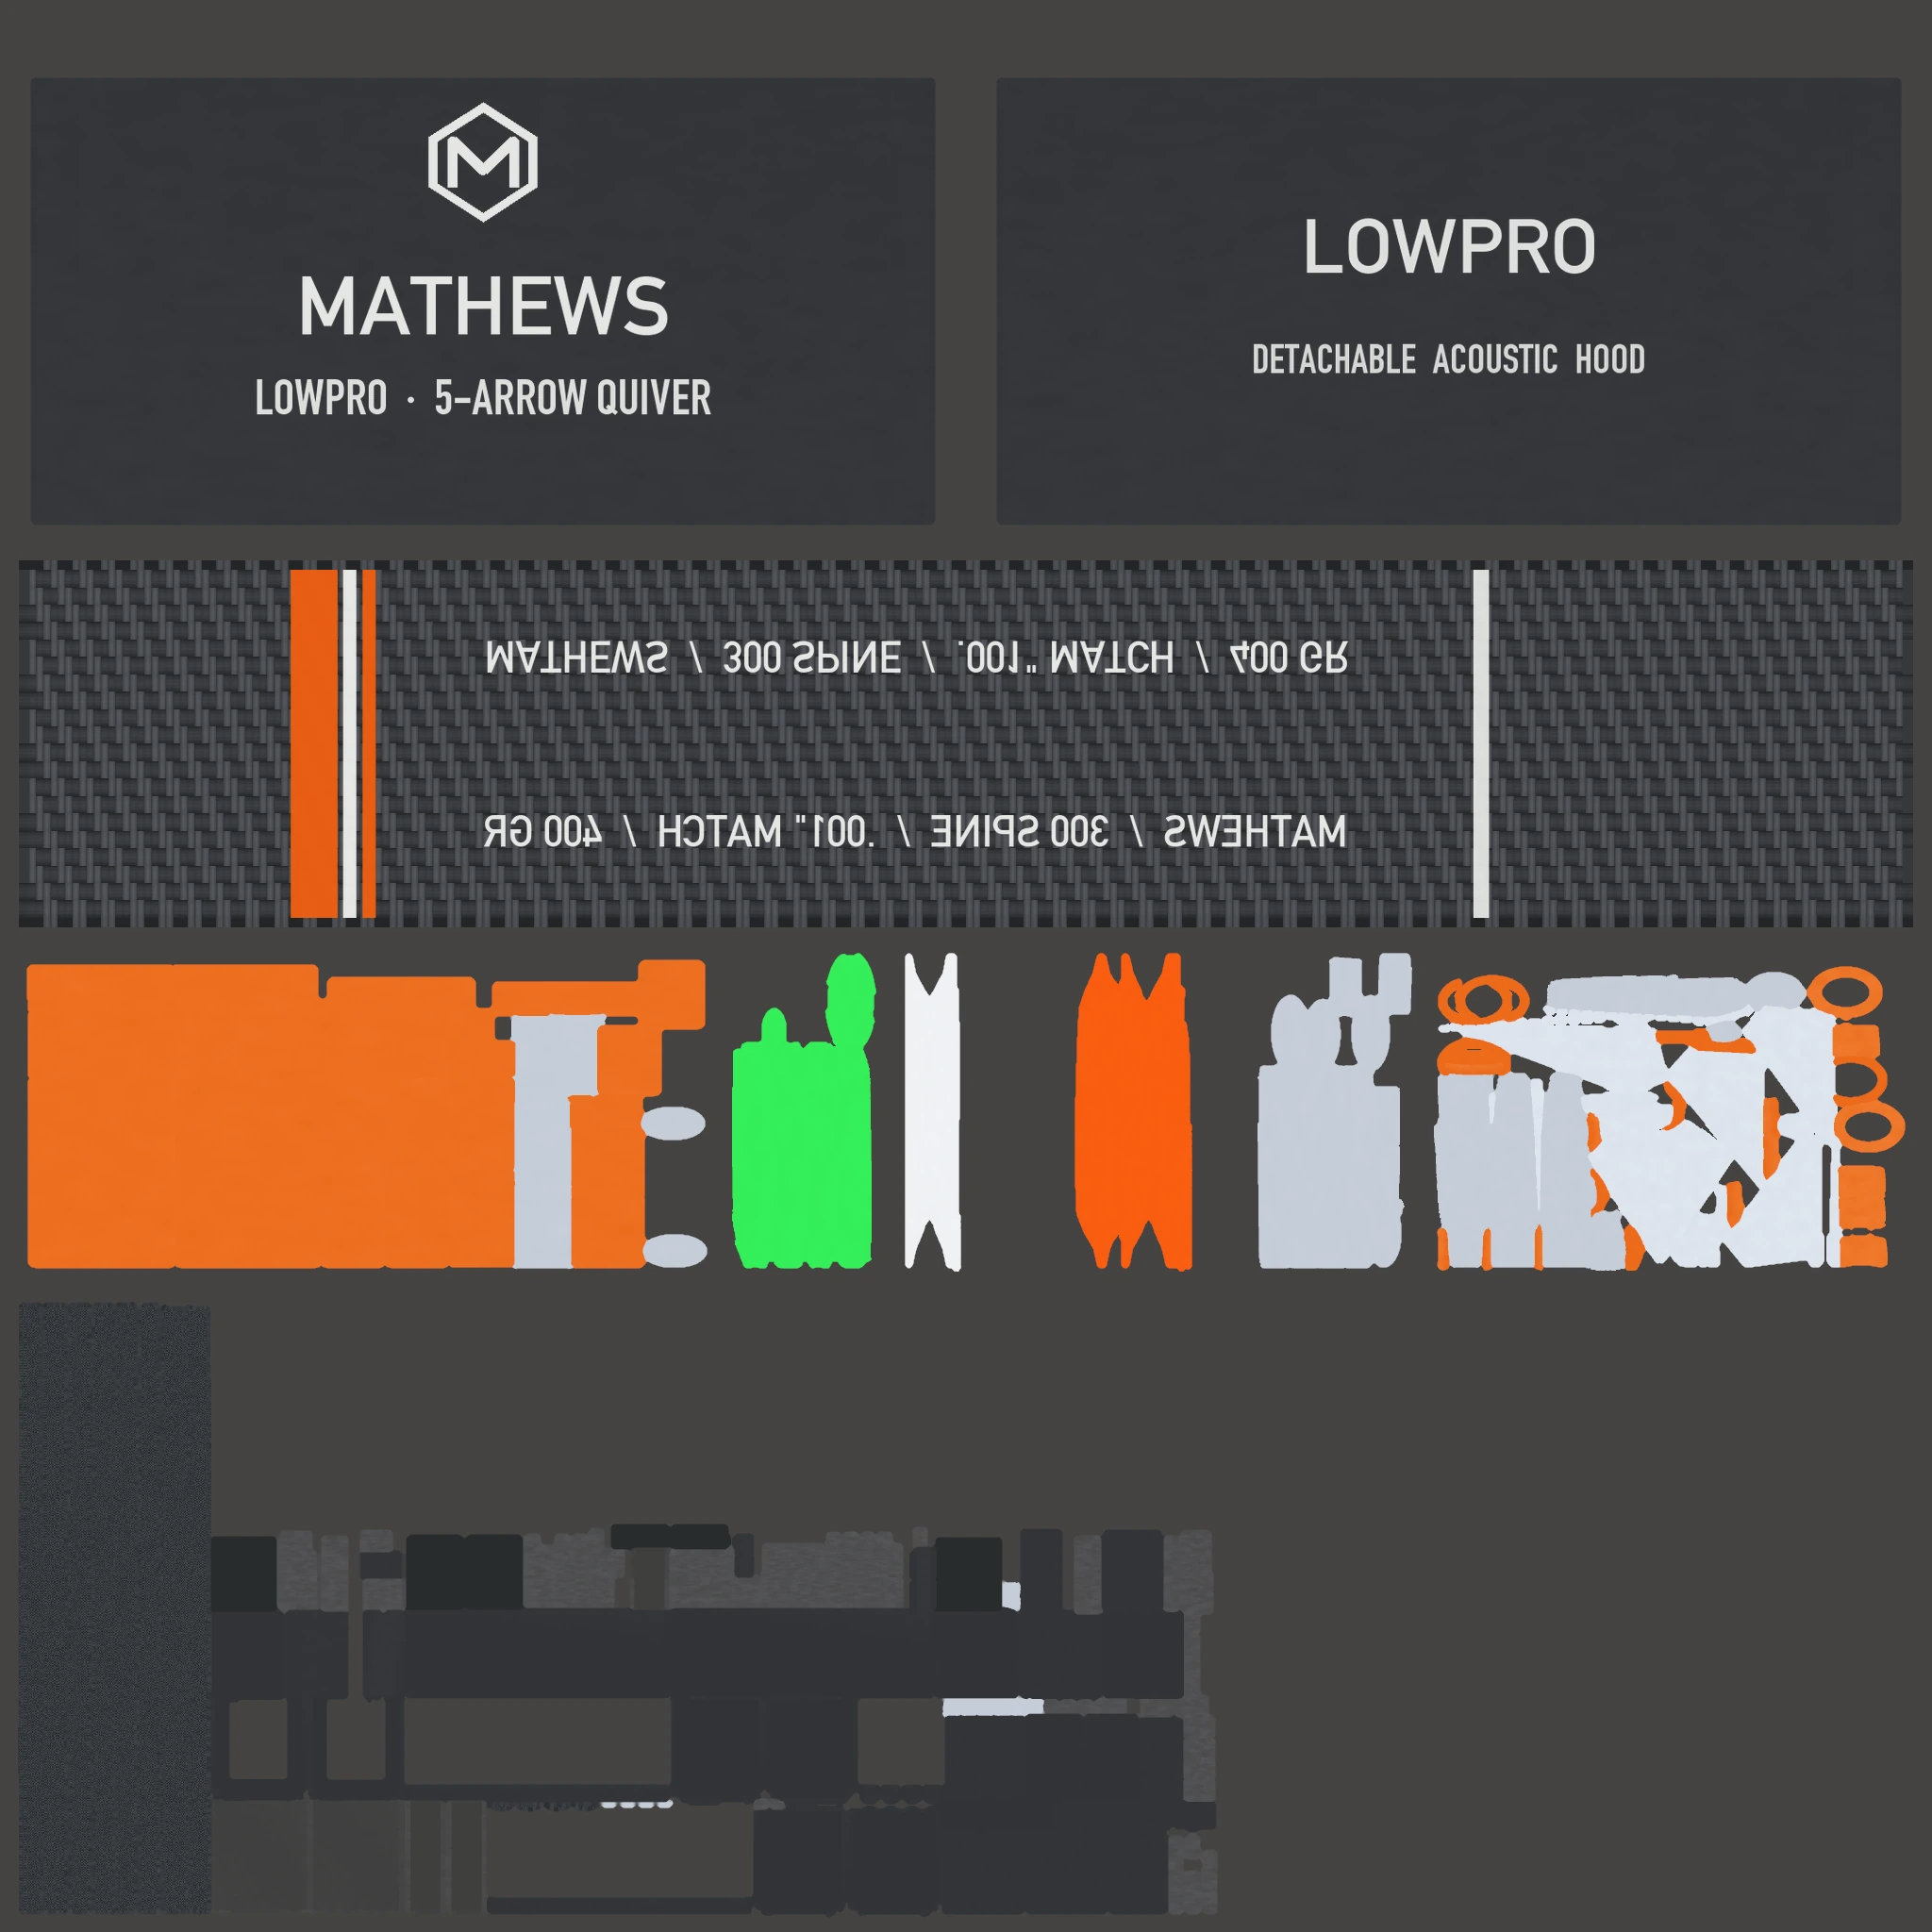 M
MATHEWS
LOWPRO · 5-ARROW QUIVER
LOWPRO
DETACHABLE ACOUSTIC HOOD
MATHEWS / 300 SPINE / .001" MATCH / 400 GR
MATHEWS / 300 SPINE / .001" MATCH / 400 GR